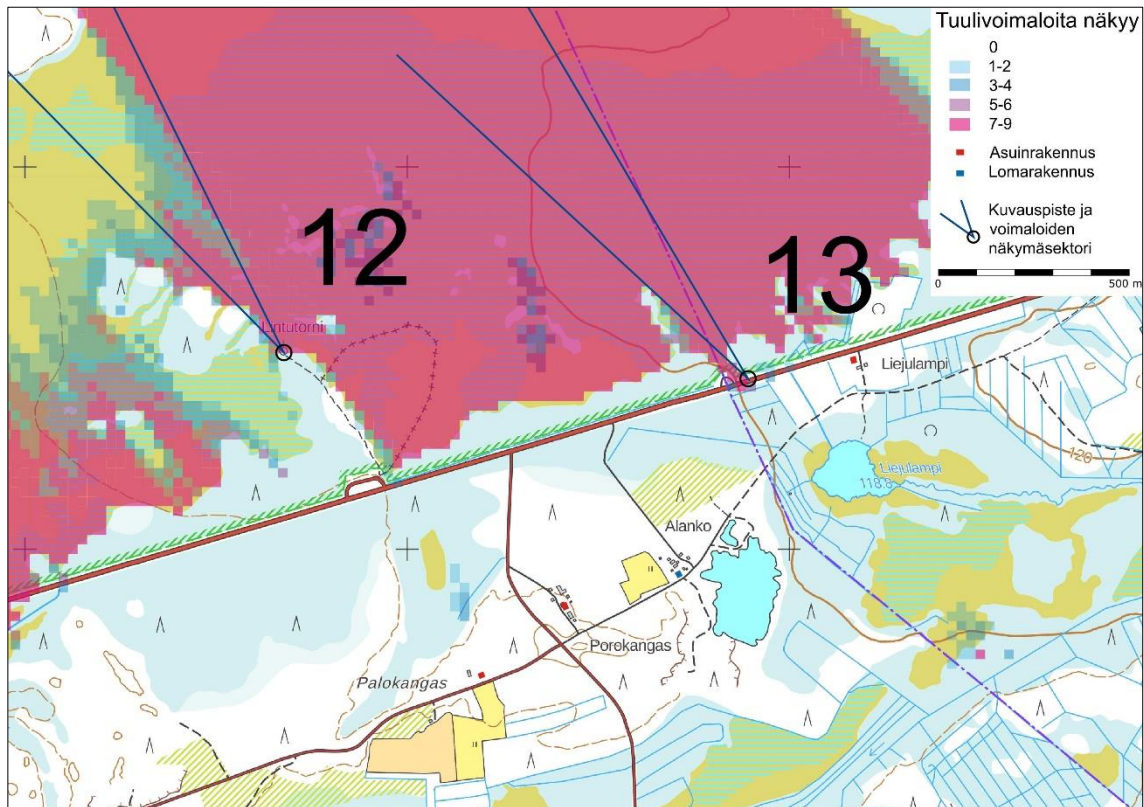 Tuulivoimaloita näkyy
0
1-2
3-4
5-6
7-9
Asuinrakennus
Lomarakennus
Kuvauspiste ja
voimaloiden
näkymäsektori
0
500 m
12
13
Lintutorni
Liejulampi
Liejulampi
118.8
120
Alanko
Porokangas
Palokangas